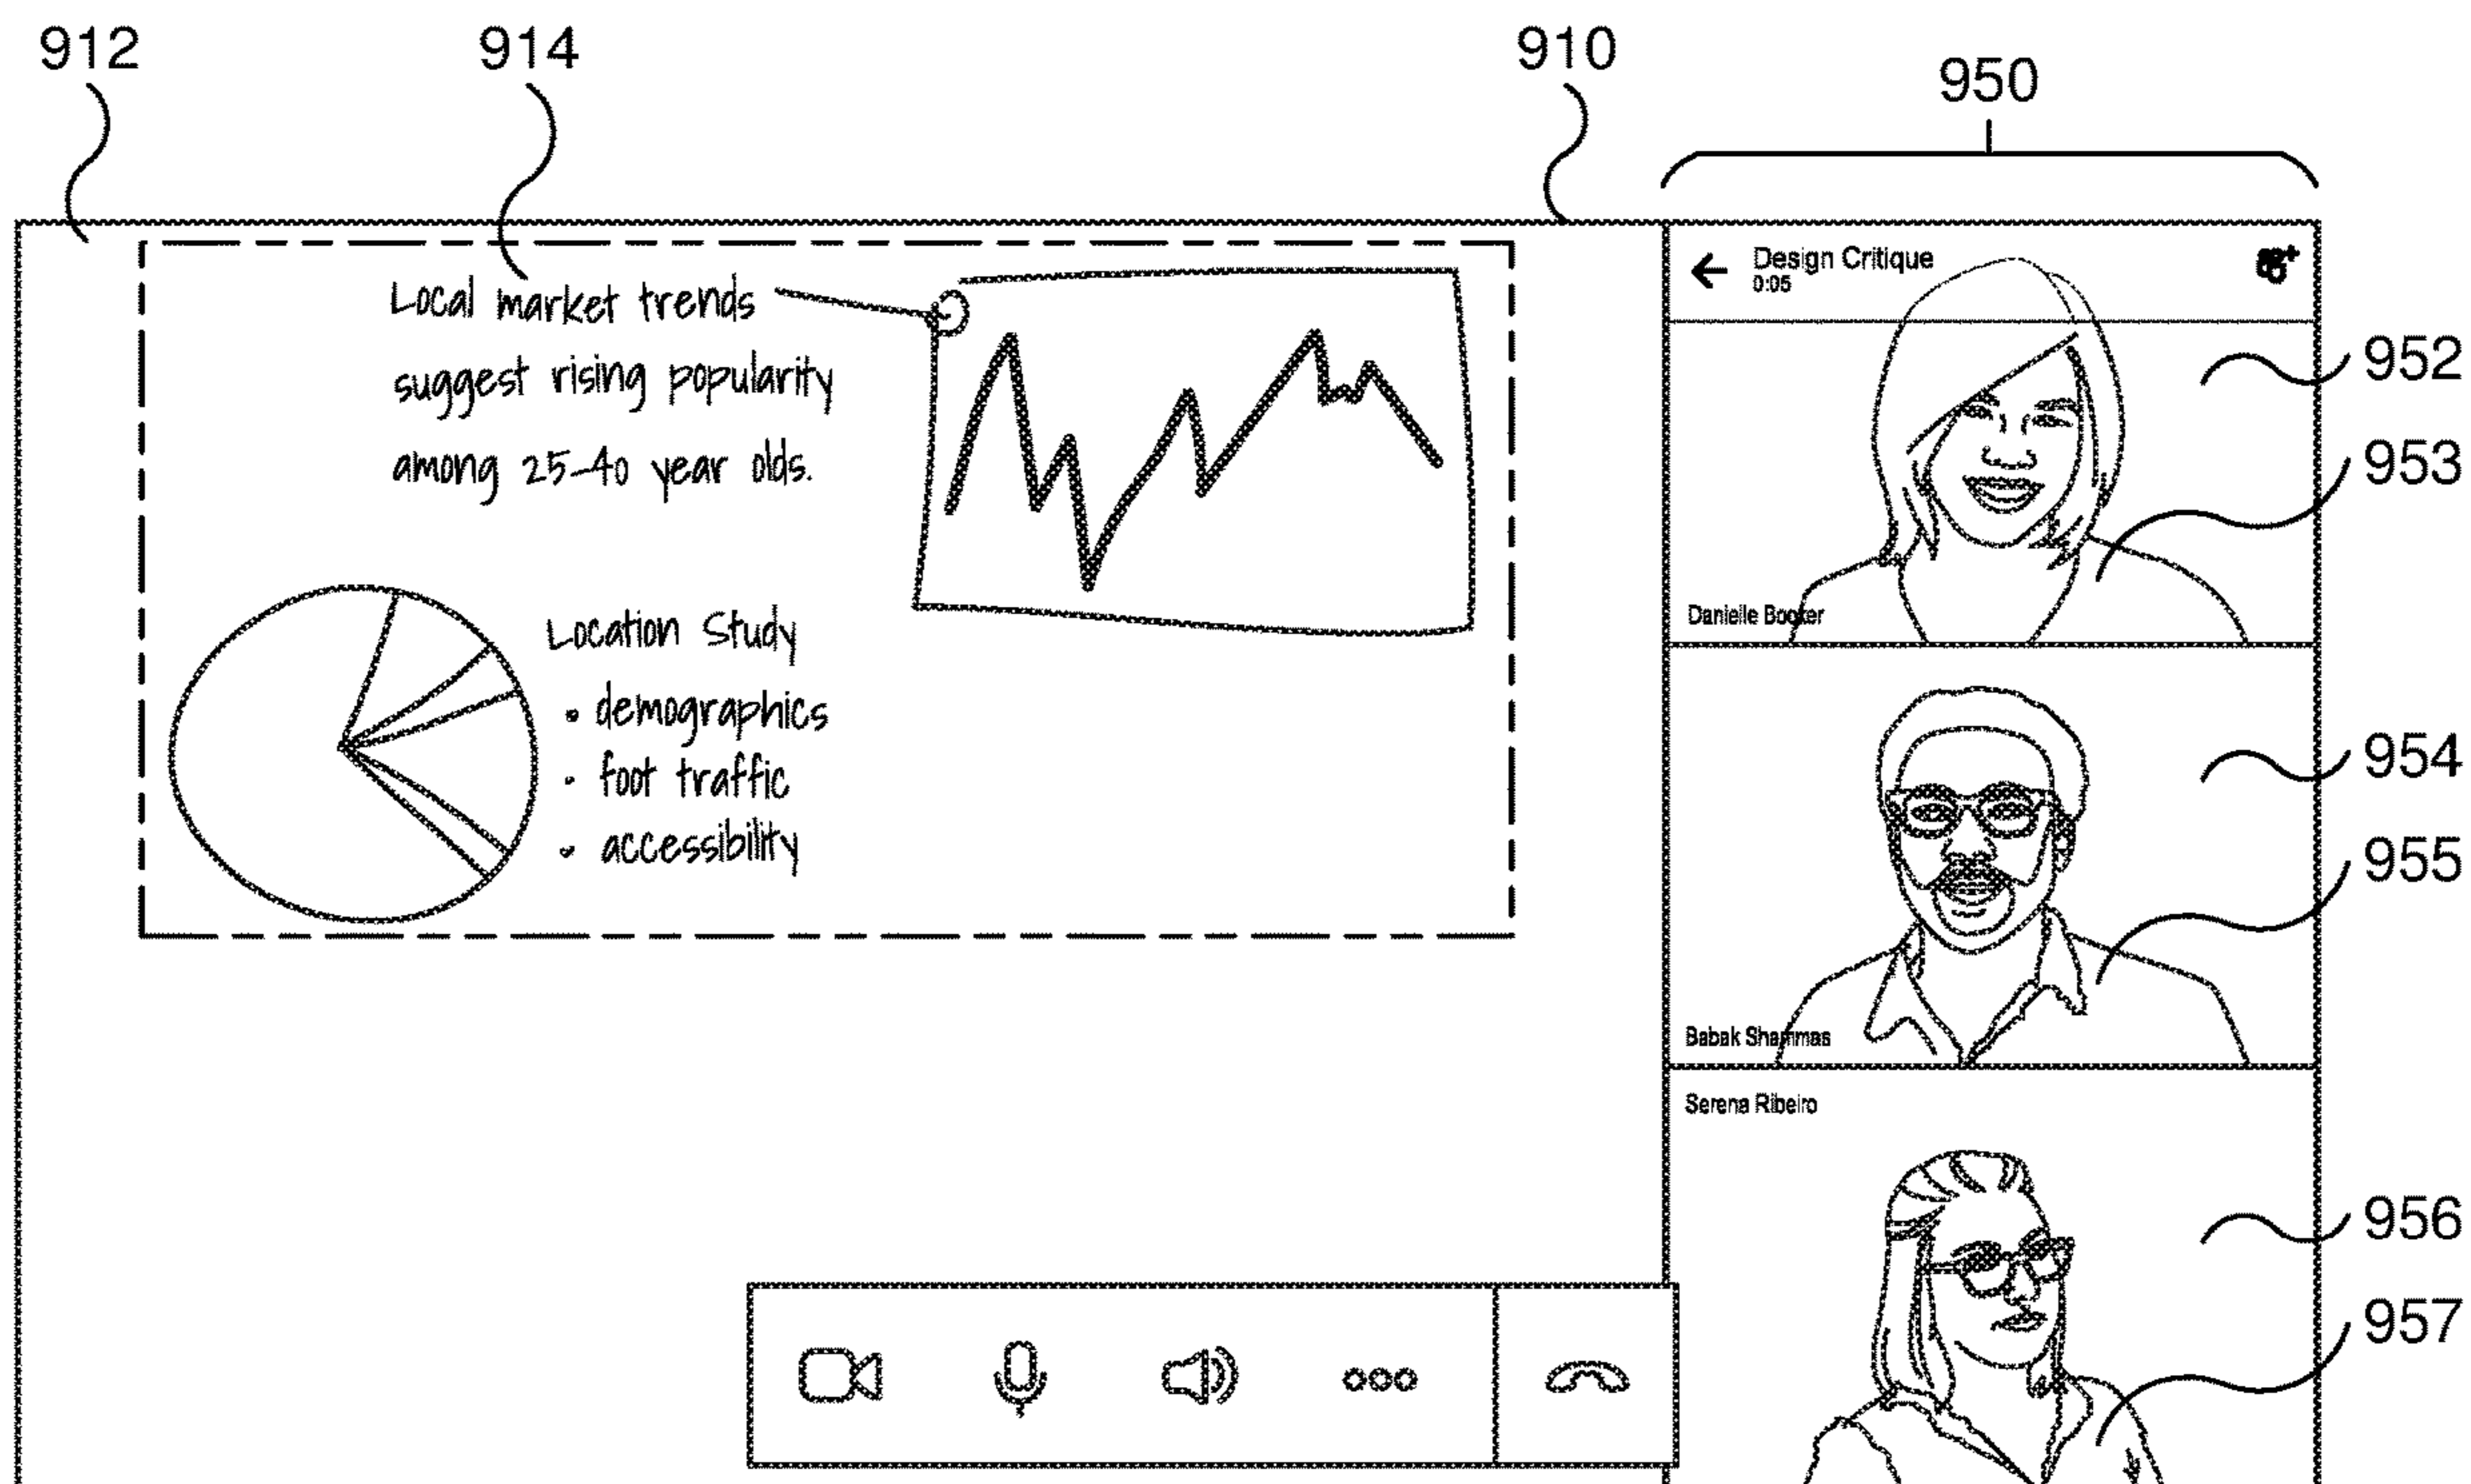 912
914
910
950
Local market trends
suggest rising popularity
among 25-40 year olds.
Location Study
• demographics
• foot traffic
• accessibility
Design Critique
0:05
952
953
Danielle Booker
954
955
Babak Shammas
Serena Ribeiro
956
957